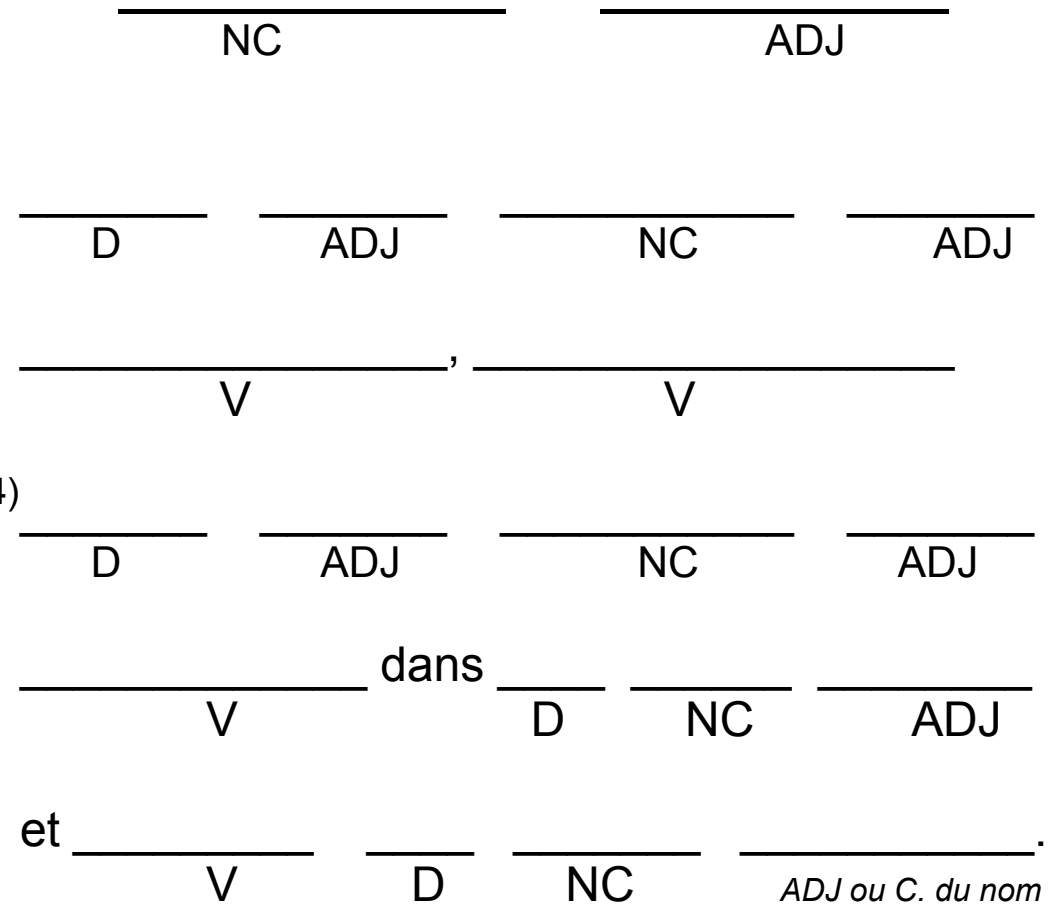 NC ADJ
D ADJ NC ADJ
, 
V V
4)
D ADJ NC ADJ
dans
V D NC ADJ
et .
V D NC ADJ ou C. du nom